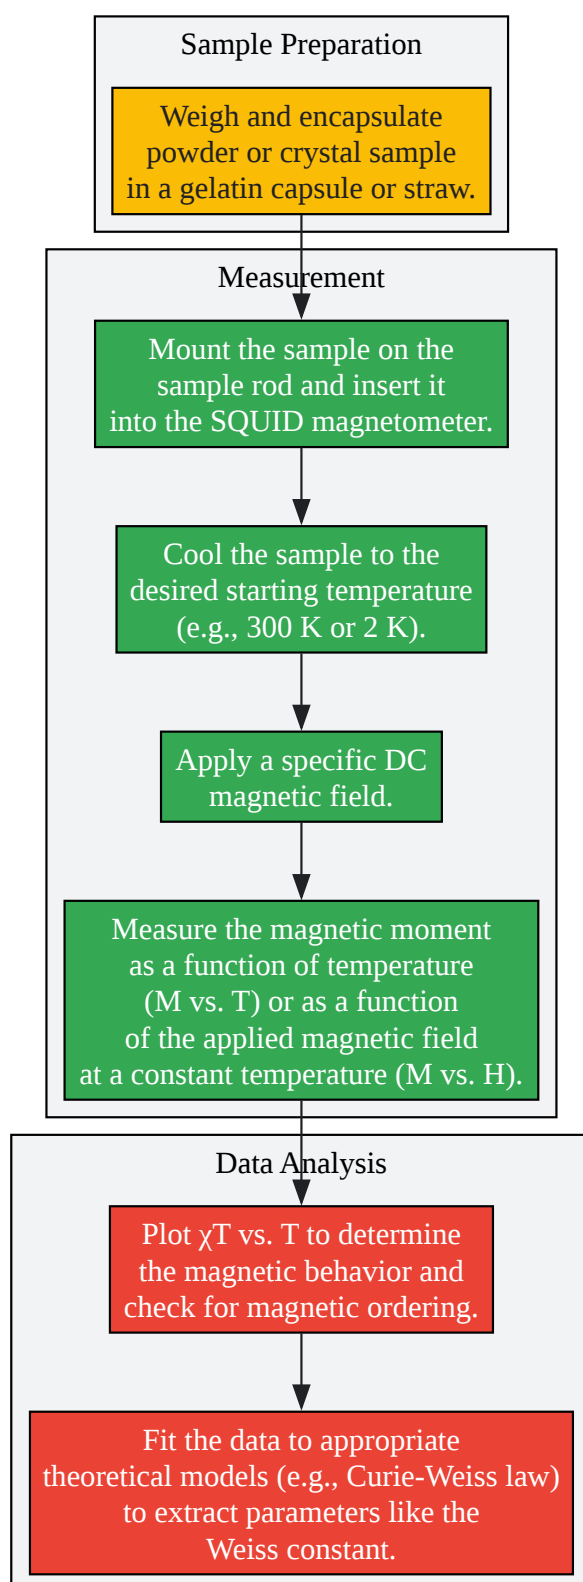 Sample Preparation
Weigh and encapsulate
powder or crystal sample
in a gelatin capsule or straw.
Measurement
Mount the sample on the
sample rod and insert it
into the SQUID magnetometer.
Cool the sample to the
desired starting temperature
(e.g., 300 K or 2 K).
Apply a specific DC
magnetic field.
Measure the magnetic moment
as a function of temperature
(M vs. T) or as a function
of the applied magnetic field
at a constant temperature (M vs. H).
Data Analysis
Plot χT vs. T to determine
the magnetic behavior and
check for magnetic ordering.
Fit the data to appropriate
theoretical models (e.g., Curie-Weiss law)
to extract parameters like the
Weiss constant.